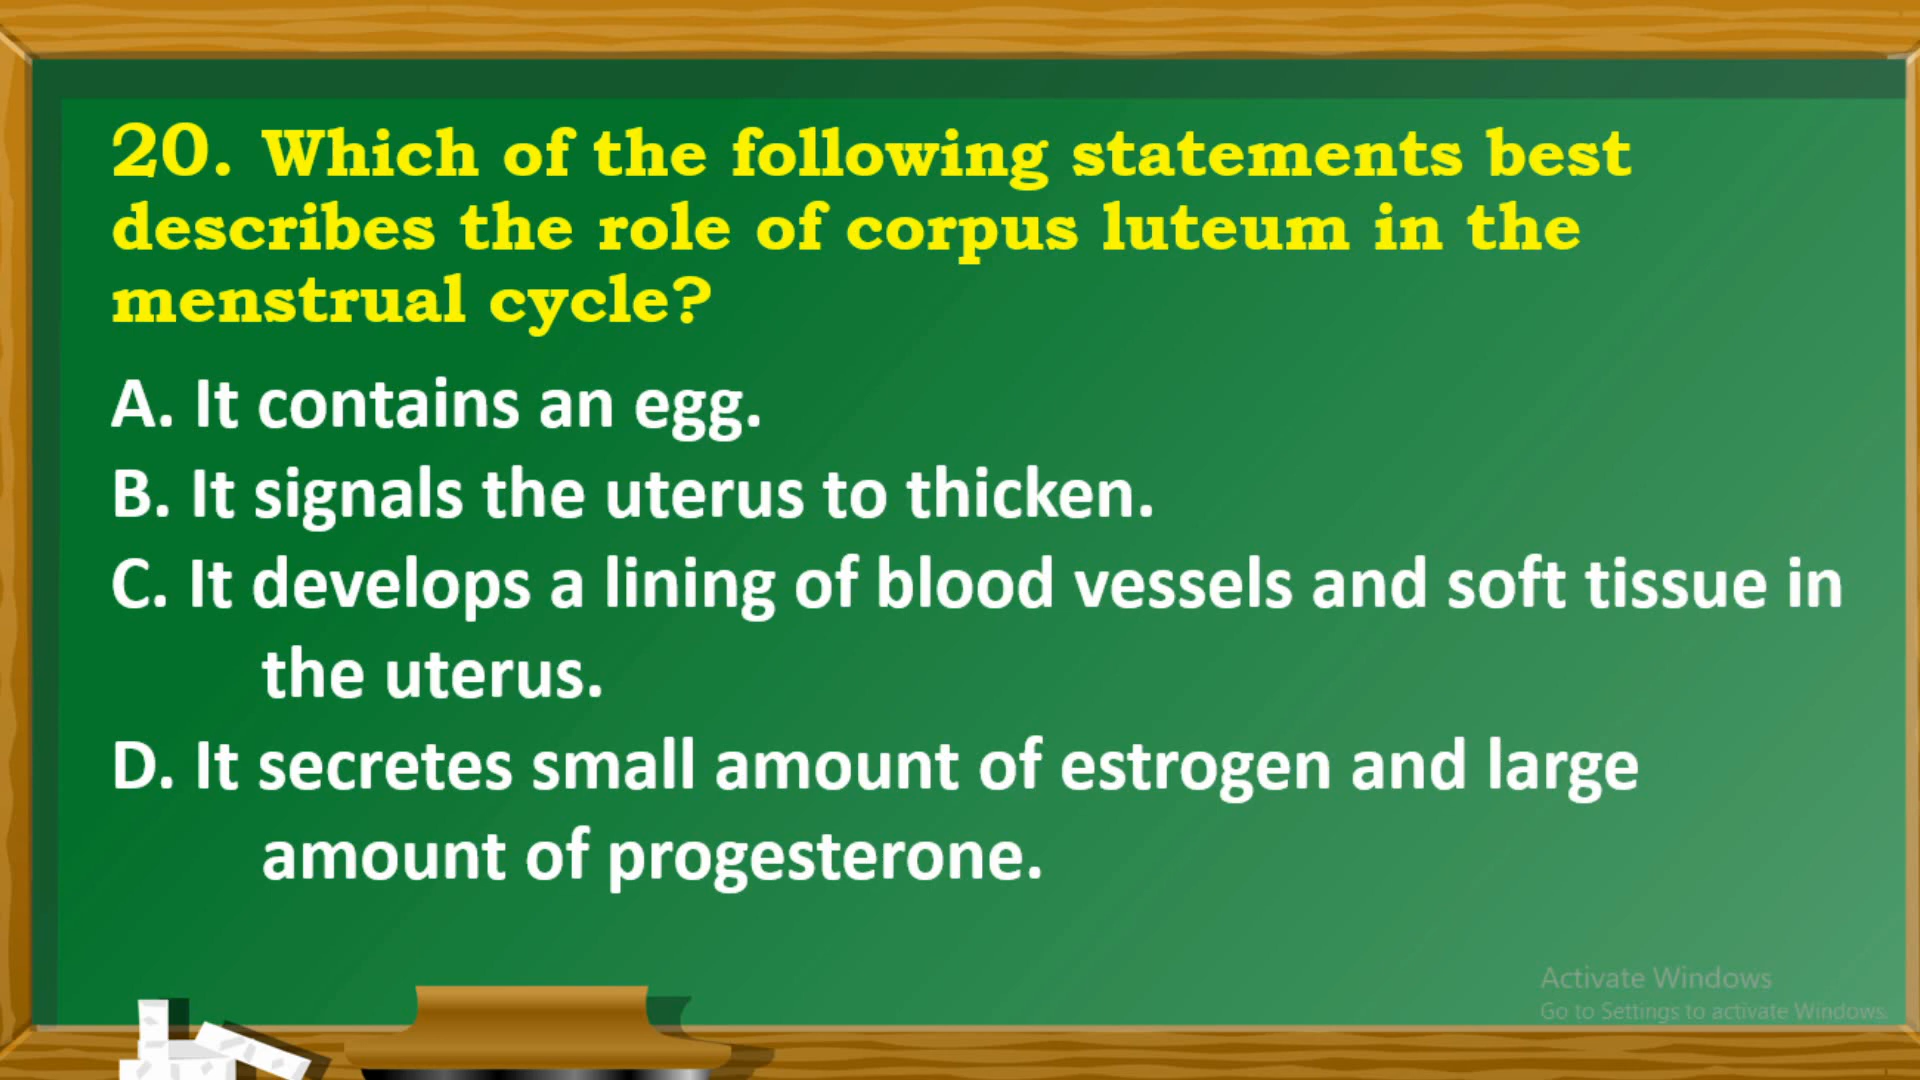 20. Which of the following statements best
describes the role of corpus luteum in the
menstrual cycle?
A. It contains an egg.
B. It signals the uterus to thicken.
C. It develops a lining of blood vessels and soft tissue in
the uterus.
D. It secretes small amount of estrogen and large
amount of progesterone.
Activate Windows
Go to Settings to activate Windows.